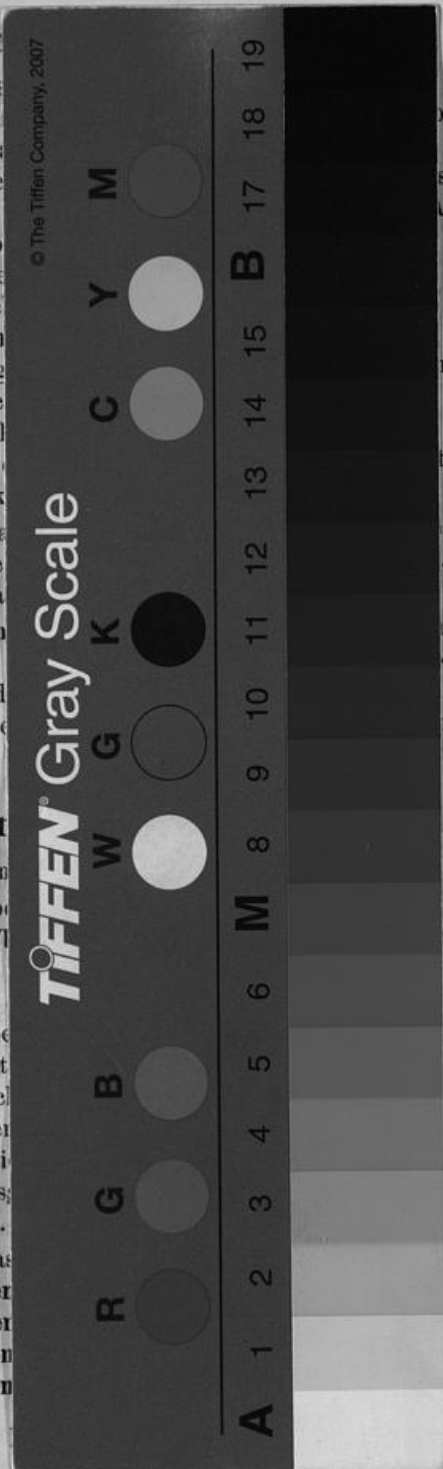 TIFFEN® Gray Scale
© The Tiffen Company, 2007
R G B W G K C Y M
A 1 2 3 4 5 6 M 8 9 10 11 12 13 14 15 B 17 18 19